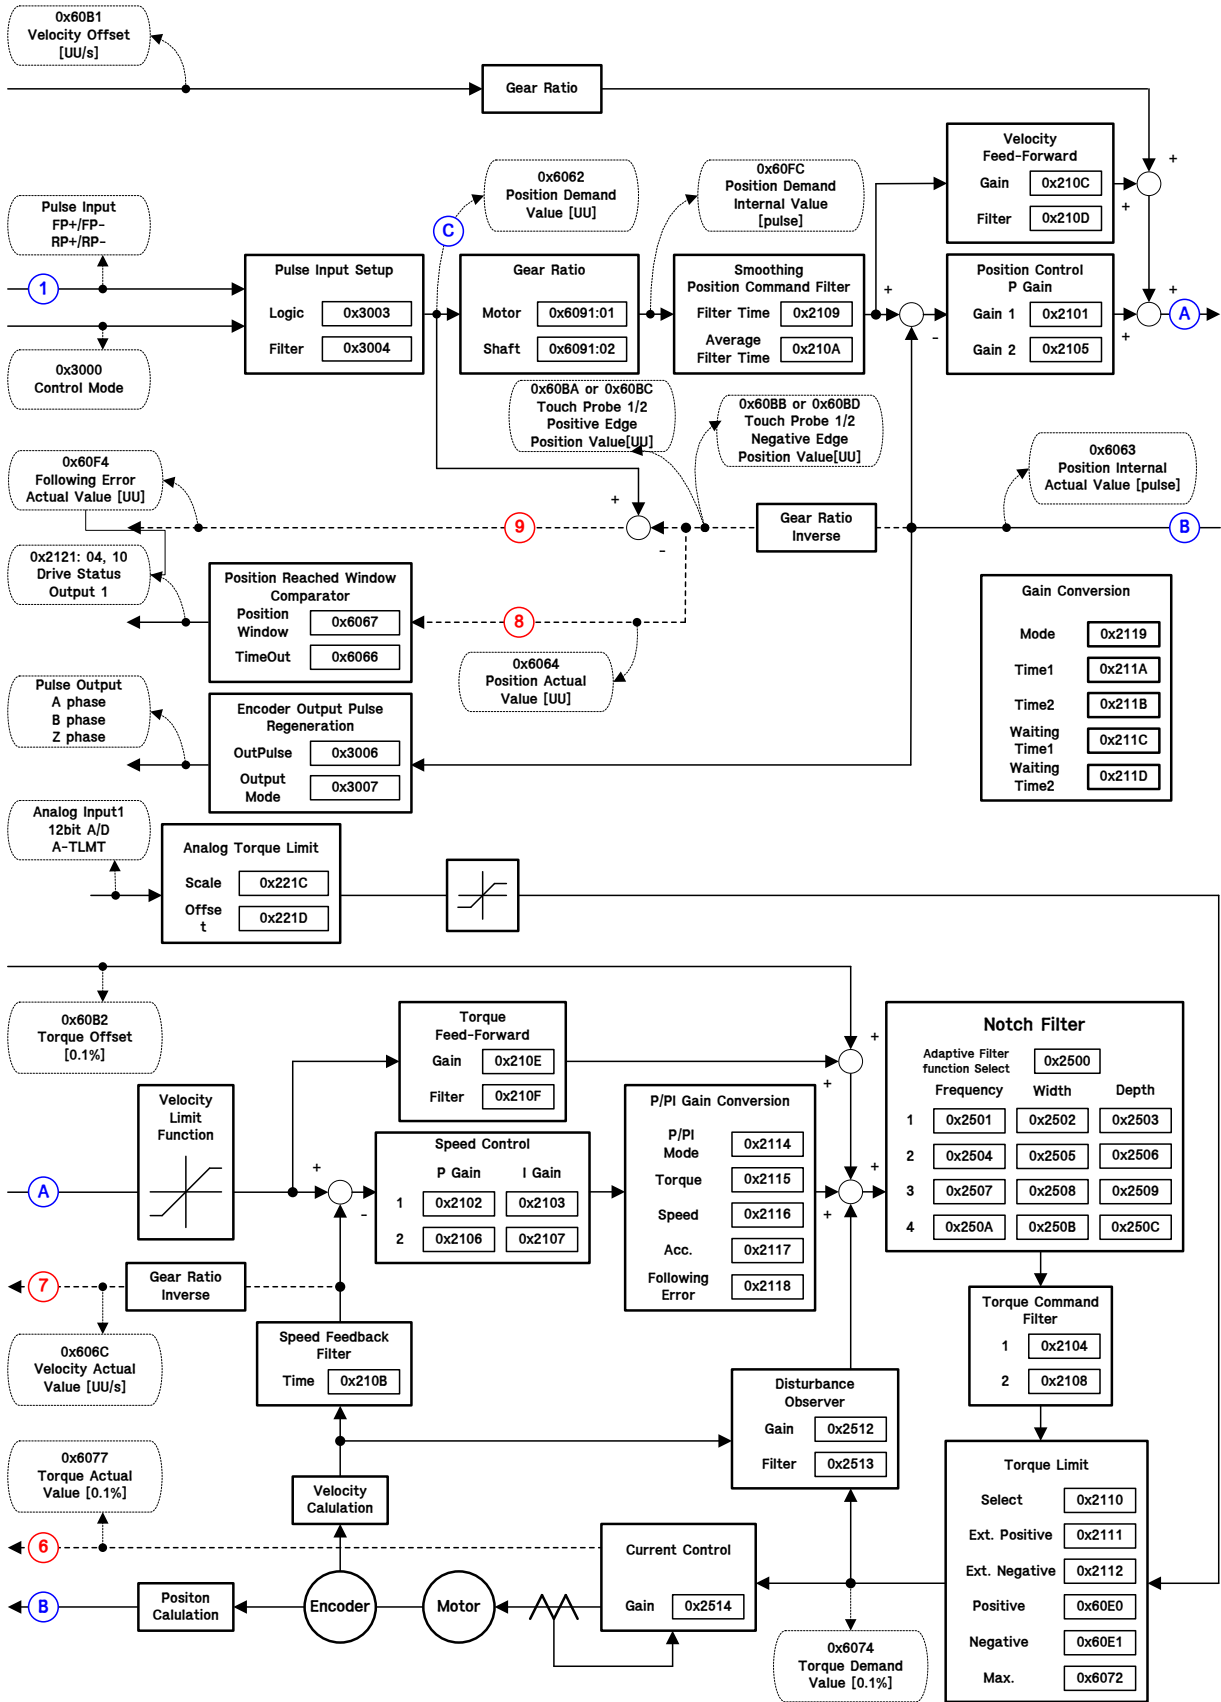 0x60B1
Velocity Offset
[UU/s]
Gear Ratio
Velocity
Feed-Forward
Gain 0x210C
Filter 0x210D
+
+
0x6062
Position Demand
Value [UU]
0x60FC
Position Demand
Internal Value
[pulse]
Pulse Input
FP+/FP-
RP+/RP-
C
1
Pulse Input Setup
Logic 0x3003
Filter 0x3004
Gear Ratio
Motor 0x6091:01
Shaft 0x6091:02
Smoothing
Position Command Filter
Filter Time 0x2109
Average
Filter Time 0x210A
+
-
Position Control
P Gain
Gain 1 0x2101
Gain 2 0x2105
+
+
A
0x3000
Control Mode
0x60BA or 0x60BC
Touch Probe 1/2
Positive Edge
Position Value[UU]
0x60BB or 0x60BD
Touch Probe 1/2
Negative Edge
Position Value[UU]
0x6063
Position Internal
Actual Value [pulse]
0x60F4
Following Error
Actual Value [UU]
9
+
-
Gear Ratio
Inverse
B
0x2121: 04, 10
Drive Status
Output 1
Position Reached Window
Comparator
Position
Window 0x6067
TimeOut 0x6066
8
0x6064
Position Actual
Value [UU]
Gain Conversion
Mode 0x2119
Time1 0x211A
Time2 0x211B
Waiting
Time1 0x211C
Waiting
Time2 0x211D
Pulse Output
A phase
B phase
Z phase
Encoder Output Pulse
Regeneration
OutPulse 0x3006
Output
Mode 0x3007
Analog Input1
12bit A/D
A-TLMT
Analog Torque Limit
Scale 0x221C
Offse
t 0x221D
0x60B2
Torque Offset
[0.1%]
Torque
Feed-Forward
Gain 0x210E
Filter 0x210F
+
+
Notch Filter
Adaptive Filter
function Select 0x2500
Frequency Width Depth
1 0x2501 0x2502 0x2503
2 0x2504 0x2505 0x2506
3 0x2507 0x2508 0x2509
4 0x250A 0x250B 0x250C
Velocity
Limit
Function
A
+
-
Speed Control
P Gain I Gain
1 0x2102 0x2103
2 0x2106 0x2107
P/PI Gain Conversion
P/PI
Mode 0x2114
Torque 0x2115
Speed 0x2116
Acc. 0x2117
Following
Error 0x2118
+
+
7
Gear Ratio
Inverse
0x606C
Velocity Actual
Value [UU/s]
Speed Feedback
Filter
Time 0x210B
Torque Command
Filter
1 0x2104
2 0x2108
Disturbance
Observer
Gain 0x2512
Filter 0x2513
0x6077
Torque Actual
Value [0.1%]
Velocity
Calulation
6
Current Control
Gain 0x2514
Torque Limit
Select 0x2110
Ext. Positive 0x2111
Ext. Negative 0x2112
Positive 0x60E0
Negative 0x60E1
Max. 0x6072
B
Positon
Calulation
Encoder
Motor
0x6074
Torque Demand
Value [0.1%]